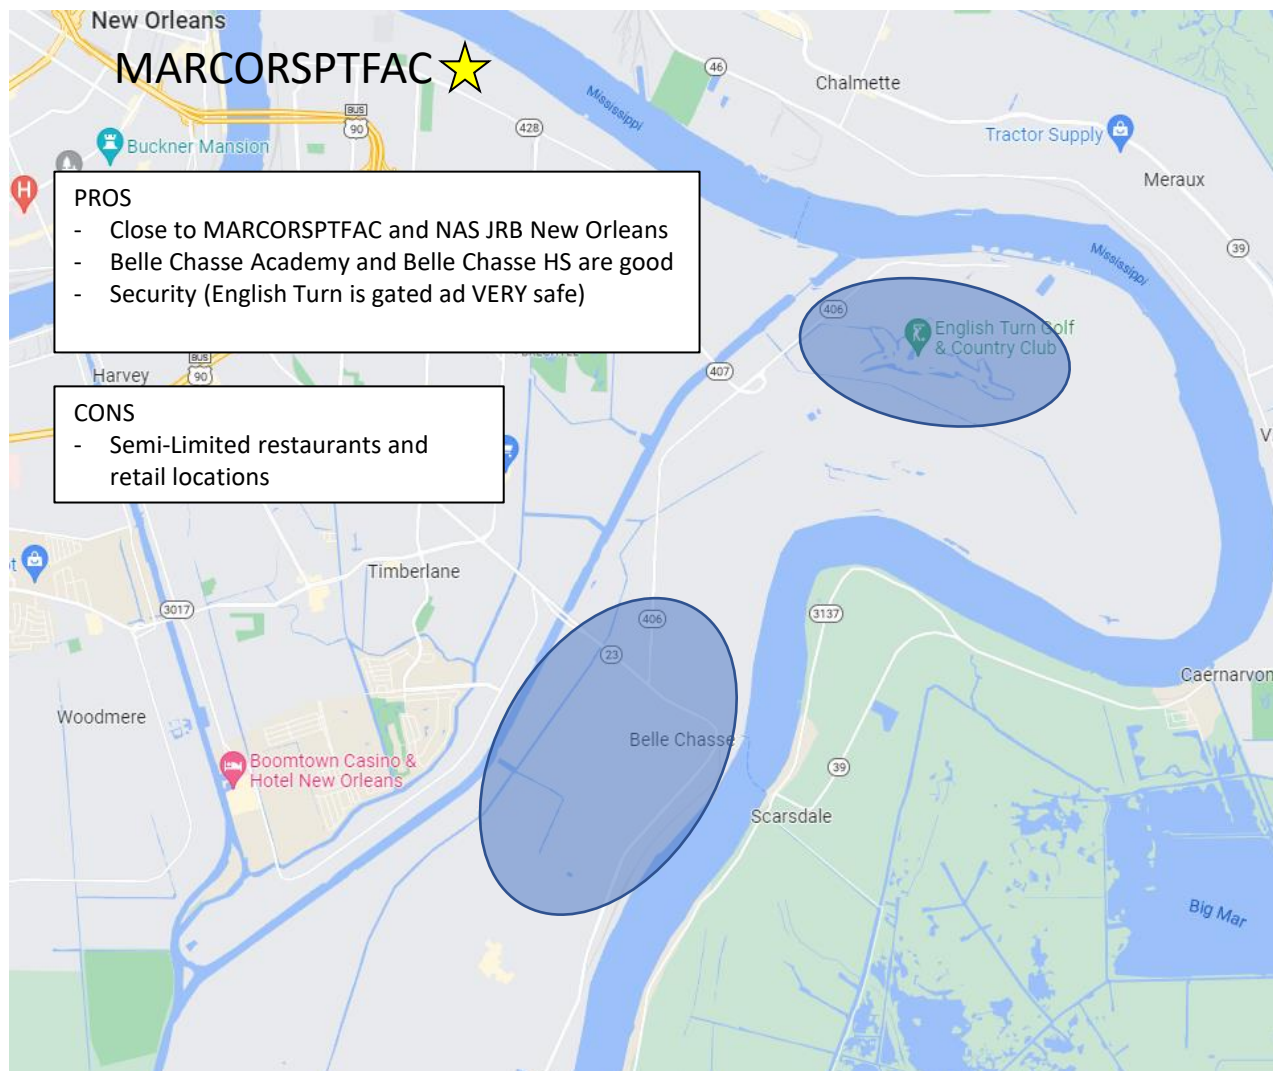 New Orleans
MARCORSPTFAC
46
Chalmette
Mississippi
BUS
90
428
Tractor Supply
Buckner Mansion
H
Meraux
PROS
- Close to MARCORSPTFAC and NAS JRB New Orleans
- Belle Chasse Academy and Belle Chasse HS are good
- Security (English Turn is gated ad VERY safe)
39
Mississippi
406
English Turn Golf
& Country Club
BUS
90
Harvey
407
CONS
- Semi-Limited restaurants and
retail locations
V
t
Timberlane
3017
406
3137
23
Caernarvon
Woodmere
Belle Chasse
Boomtown Casino &
Hotel New Orleans
39
Scarsdale
Big Mar